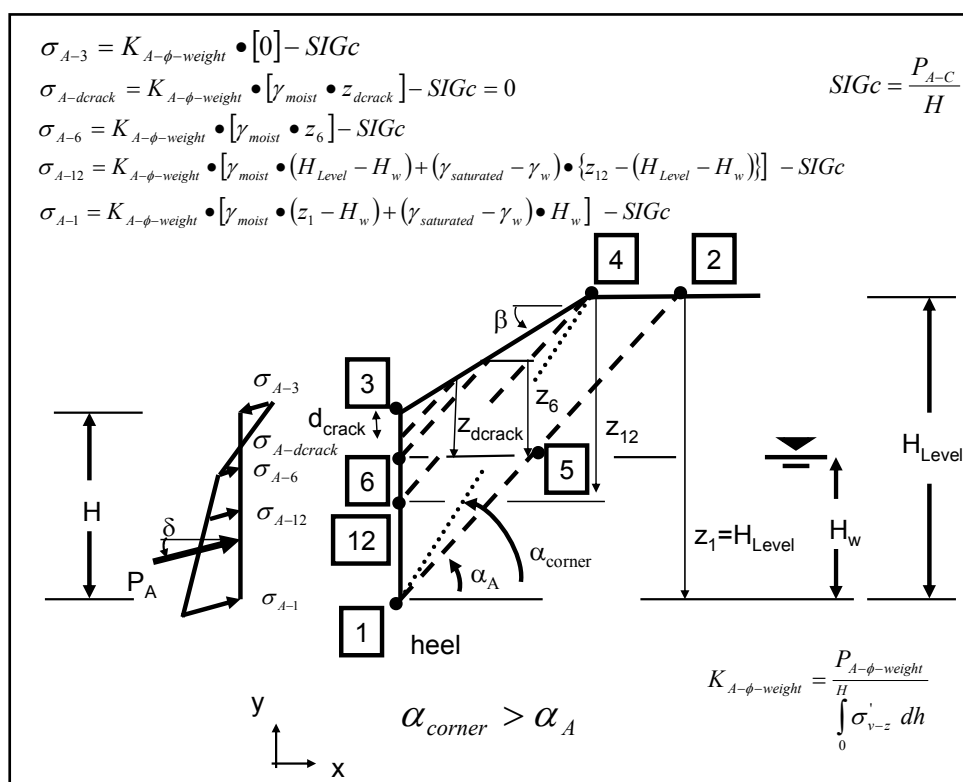 σ_{A-3} = K_{A-ϕ-weight} • [0] − SIGc
σ_{A-dcrack} = K_{A-ϕ-weight} • [γ_{moist} • z_{dcrack}] − SIGc = 0
SIGc = P_{A-C} / H
σ_{A-6} = K_{A-ϕ-weight} • [γ_{moist} • z_6] − SIGc
σ_{A-12} = K_{A-ϕ-weight} • [γ_{moist} • (H_{Level} − H_w) + (γ_{saturated} − γ_w) • {z_{12} − (H_{Level} − H_w)}] − SIGc
σ_{A-1} = K_{A-ϕ-weight} • [γ_{moist} • (z_1 − H_w) + (γ_{saturated} − γ_w) • H_w] − SIGc
4
2
β
3
σ_{A-3}
d_{crack}
z_6
z_{dcrack}
z_{12}
H_{Level}
σ_{A-dcrack}
σ_{A-6}
6
5
H
σ_{A-12}
12
δ
P_A
z_1=H_{Level}
H_w
α_{corner}
α_A
σ_{A-1}
1
heel
K_{A-ϕ-weight} = P_{A-ϕ-weight} / ∫_0^H σ'_{v-z} dh
α_{corner} > α_A
y
x